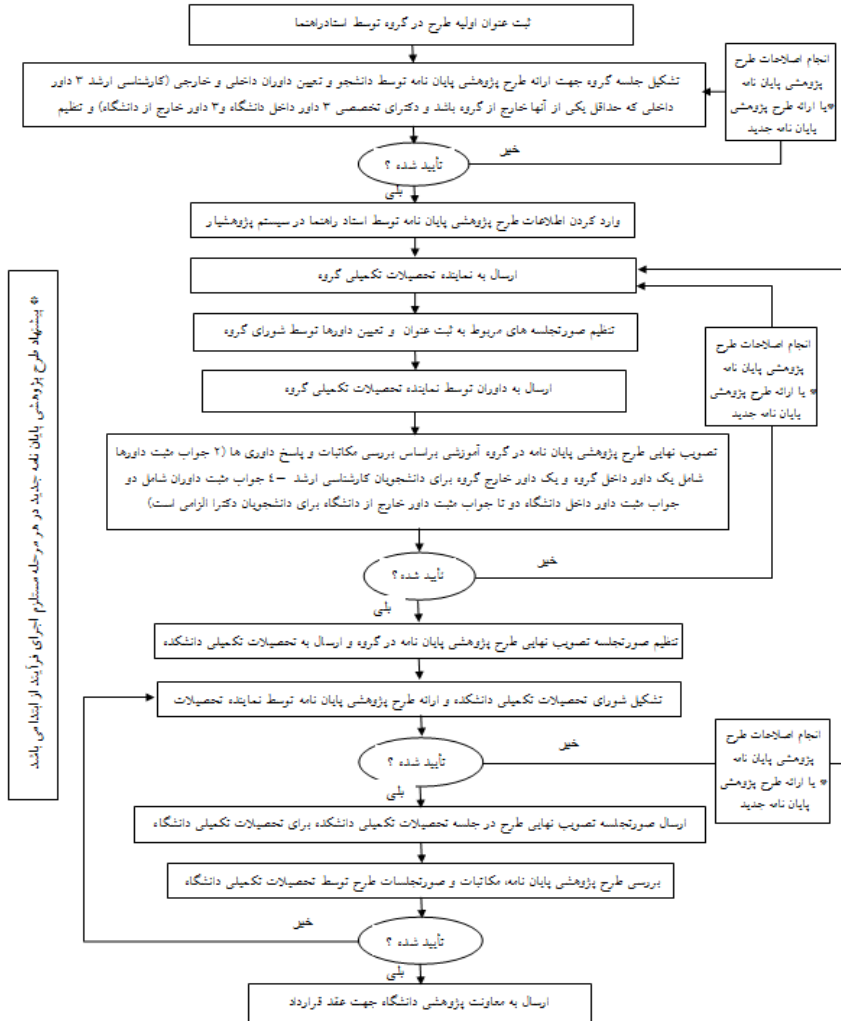 ثبت عنوان اولیه طرح در گروه توسط استادراهنما
تشکیل جلسه گروه جهت ارائه طرح پژوهشی پایان نامه توسط دانشجو و تعیین داوران داخلی و خارجی (کارشناسی ارشد ۳ داور
داخلی که حداقل یکی از آنها خارج از گروه باشد و دکترای تخصصی ۳ داور داخل دانشگاه و۳ داور خارج از دانشگاه) و تنظیم
انجام اصلاحات طرح
پژوهشی پایان نامه
*یا ارائه طرح پژوهشی
پایان نامه جدید
تأیید شده ؟
خیر
بلی
وارد کردن اطلاعات طرح پژوهشی پایان نامه توسط استاد راهنما در سیستم پژوهشیار
ارسال به نماینده تحصیلات تکمیلی گروه
تنظیم صورتجلسه های مربوط به ثبت عنوان و تعیین داورها توسط شورای گروه
ارسال به داوران توسط نماینده تحصیلات تکمیلی گروه
انجام اصلاحات طرح
پژوهشی پایان نامه
* یا ارائه طرح پژوهشی
پایان نامه جدید
تصویب نهایی طرح پژوهشی پایان نامه در گروه آموزشی براساس بررسی مکاتبات و پاسخ داوری ها (۲ جواب مثبت داورها
شامل یک داور داخل گروه و یک داور خارج گروه برای دانشجویان کارشناسی ارشد –٤ جواب مثبت داوران شامل دو
جواب مثبت داور داخل دانشگاه دو تا جواب مثبت داور خارج از دانشگاه برای دانشجویان دکترا الزامی است)
تأیید شده ؟
خیر
بلی
تنظیم صورتجلسه تصویب نهایی طرح پژوهشی پایان نامه در گروه و ارسال به تحصیلات تکمیلی دانشکده
تشکیل شورای تحصیلات تکمیلی دانشکده و ارائه طرح پژوهشی پایان نامه توسط نماینده تحصیلات
تأیید شده ؟
خیر
بلی
انجام اصلاحات طرح
پژوهشی پایان نامه
* یا ارائه طرح پژوهشی
پایان نامه جدید
ارسال صورتجلسه تصویب نهایی طرح در جلسه تحصیلات تکمیلی دانشکده برای تحصیلات تکمیلی دانشگاه
بررسی طرح پژوهشی پایان نامه، مکاتبات و صورتجلسات طرح توسط تحصیلات تکمیلی دانشگاه
خیر
تأیید شده ؟
بلی
ارسال به معاونت پژوهشی دانشگاه جهت عقد قرارداد
* پیشنهاد طرح پژوهشی پایان نامه جدید در هر مرحله مستلزم اجرای فرآیند از ابتدا می باشد